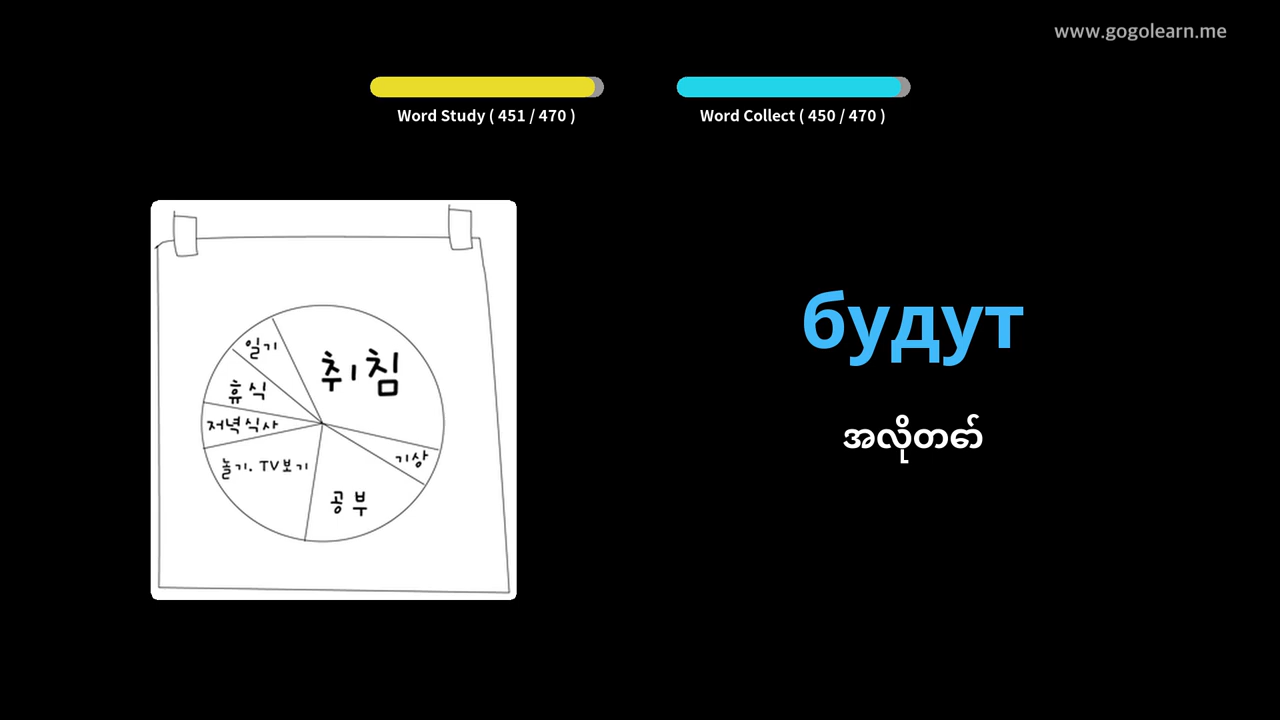 www.gogolearn.me
Word Study ( 451 / 470 )
Word Collect ( 450 / 470 )
일기
취침
휴식
저녁식사
놀기. TV보기
기상
공부
будут
အလိုတော်